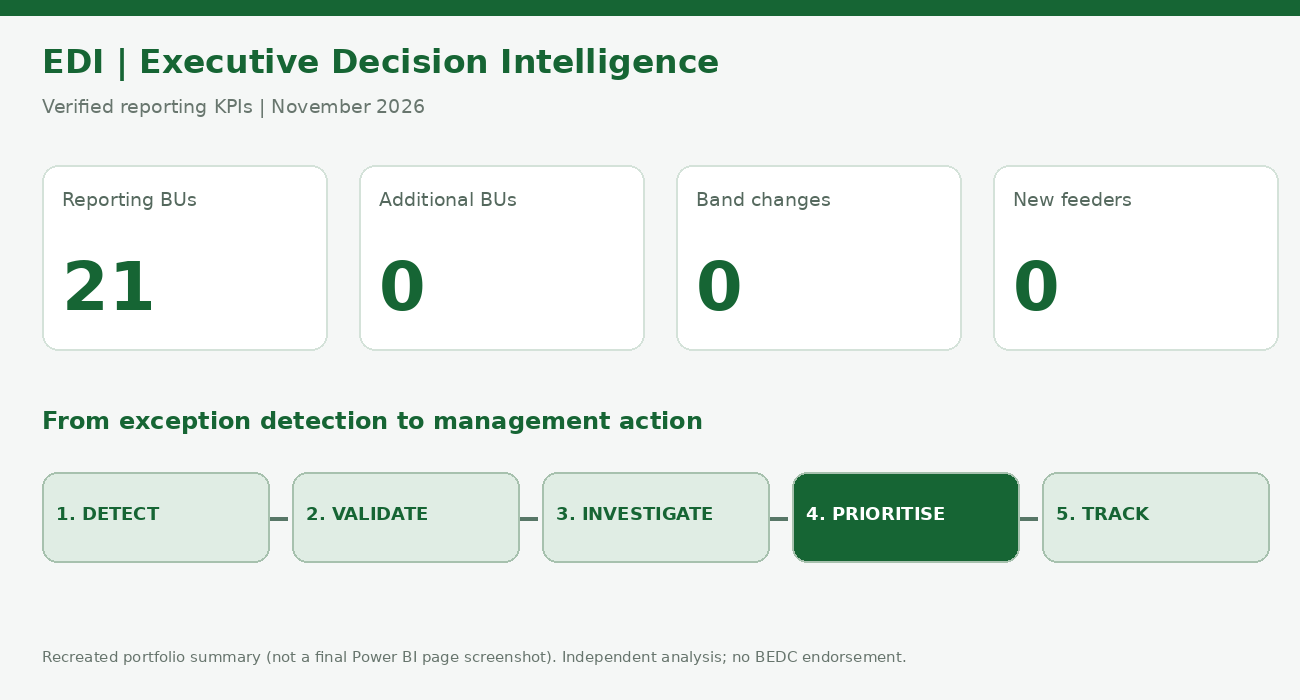 EDI | Executive Decision Intelligence
Verified reporting KPIs | November 2026
Reporting BUs
Additional BUs
Band changes
New feeders
21
0
0
0
From exception detection to management action
1. DETECT
2. VALIDATE
3. INVESTIGATE
4. PRIORITISE
5. TRACK
Recreated portfolio summary (not a final Power BI page screenshot). Independent analysis; no BEDC endorsement.